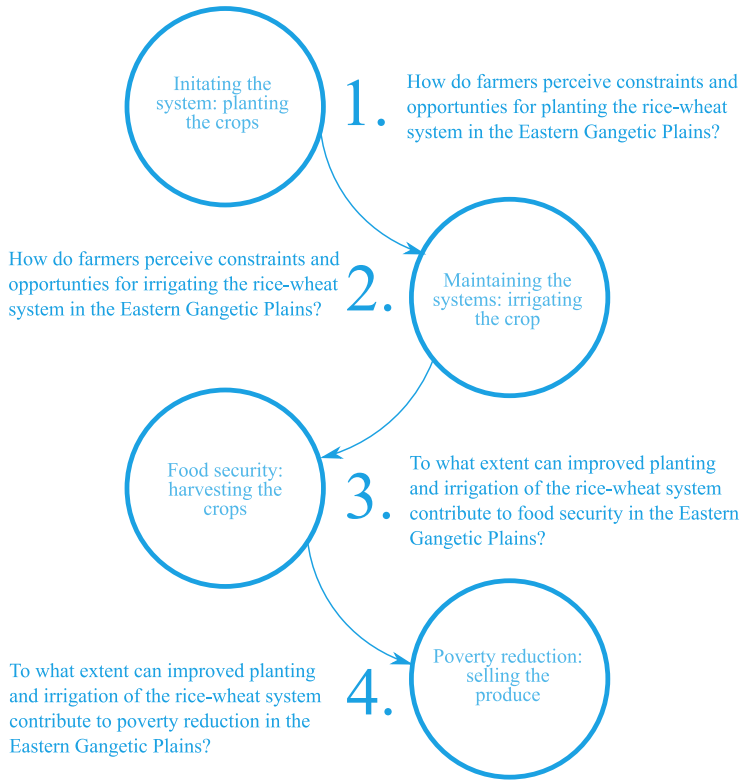 Initating the
system: planting
the crops
1.
How do farmers perceive constraints and
opportunties for planting the rice-wheat
system in the Eastern Gangetic Plains?
How do farmers perceive constraints and
opportunties for irrigating the rice-wheat
system in the Eastern Gangetic Plains?
2.
Maintaining the
systems: irrigating
the crop
Food security:
harvesting the
crops
3.
To what extent can improved planting
and irrigation of the rice-wheat system
contribute to food security in the Eastern
Gangetic Plains?
To what extent can improved planting
and irrigation of the rice-wheat system
contribute to poverty reduction in the
Eastern Gangetic Plains?
4.
Poverty reduction:
selling the
produce